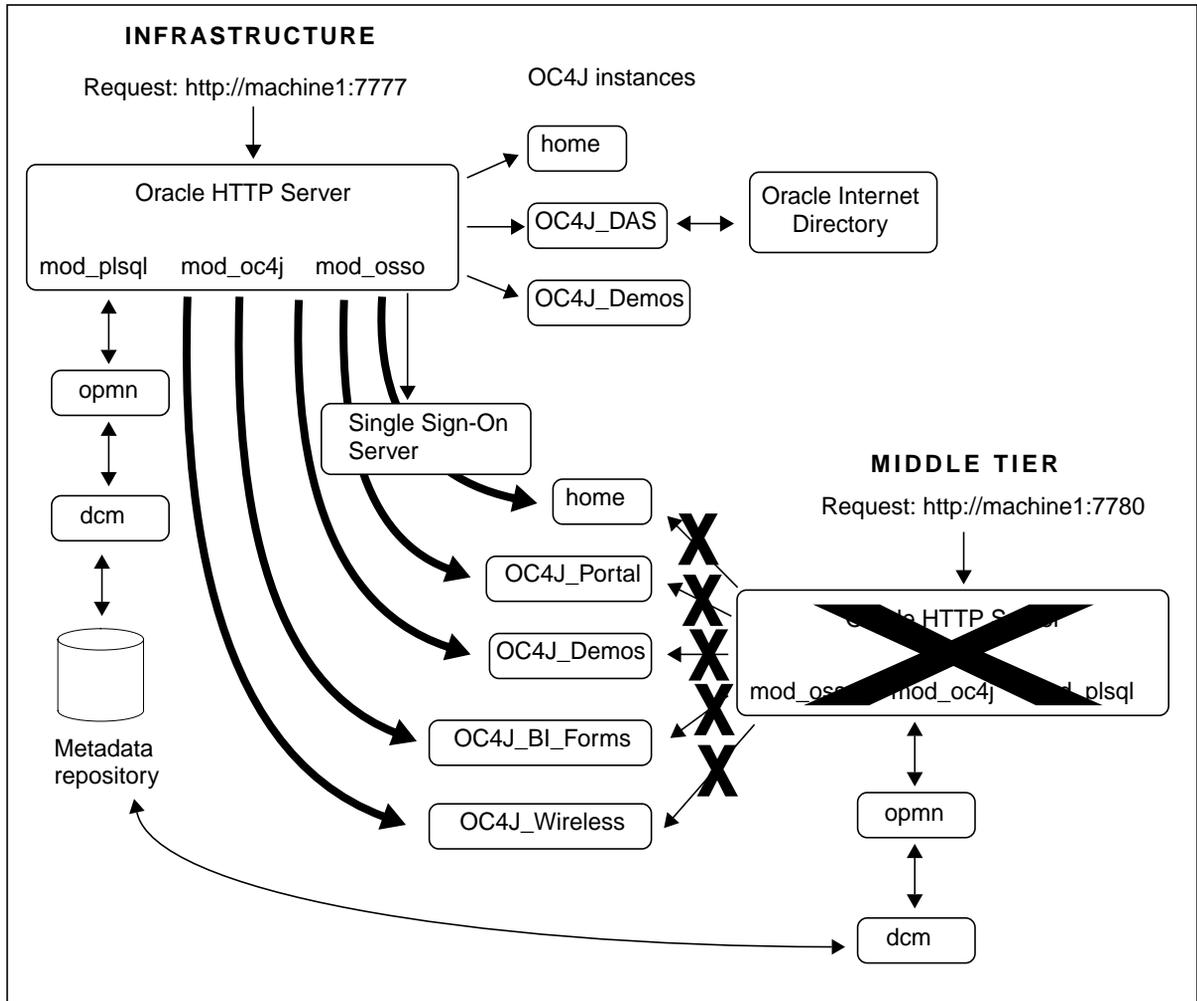 INFRASTRUCTURE
Request: http://machine1:7777
OC4J instances
home
Oracle HTTP Server
OC4J_DAS
Oracle Internet
Directory
mod_plsql mod_oc4j mod_osso
OC4J_Demos
opmn
Single Sign-On
Server
dcm
MIDDLE TIER
Request: http://machine1:7780
home
X
OC4J_Portal
X
HTTP
OC4J_Demos
X
mod_oc4j
OC4J_BI_Forms
X
Metadata
repository
X
OC4J_Wireless
opmn
dcm